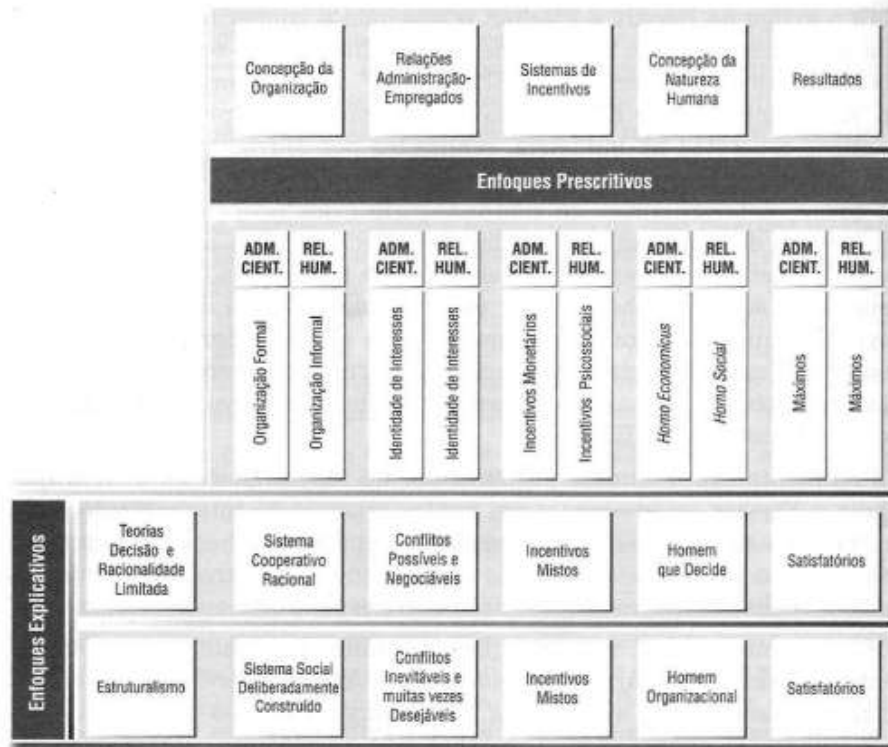 Concepção da
Organização
Relações
Administração-
Empregados
Sistemas de
Incentivos
Concepção da
Natureza
Humana
Resultados
Enfoques Prescritivos
ADM.
CIENT.
REL.
HUM.
ADM.
CIENT.
REL.
HUM.
ADM.
CIENT.
REL.
HUM.
ADM.
CIENT.
REL.
HUM.
ADM.
CIENT.
REL.
HUM.
Organização Formal
Organização Informal
Identidade de Interesses
Identidade de Interesses
Incentivos Monetários
Incentivos Psicossociais
Homo Economicus
Homo Social
Máximos
Máximos
Enfoques Explicativos
Teorias
Decisão e
Racionalidade
Limitada
Sistema
Cooperativo
Racional
Conflitos
Possíveis e
Negociáveis
Incentivos
Mistos
Homem
que Decide
Satisfatórios
Estruturalismo
Sistema Social
Deliberadamente
Construído
Conflitos
Inevitáveis e
muitas vezes
Desejáveis
Incentivos
Mistos
Homem
Organizacional
Satisfatórios